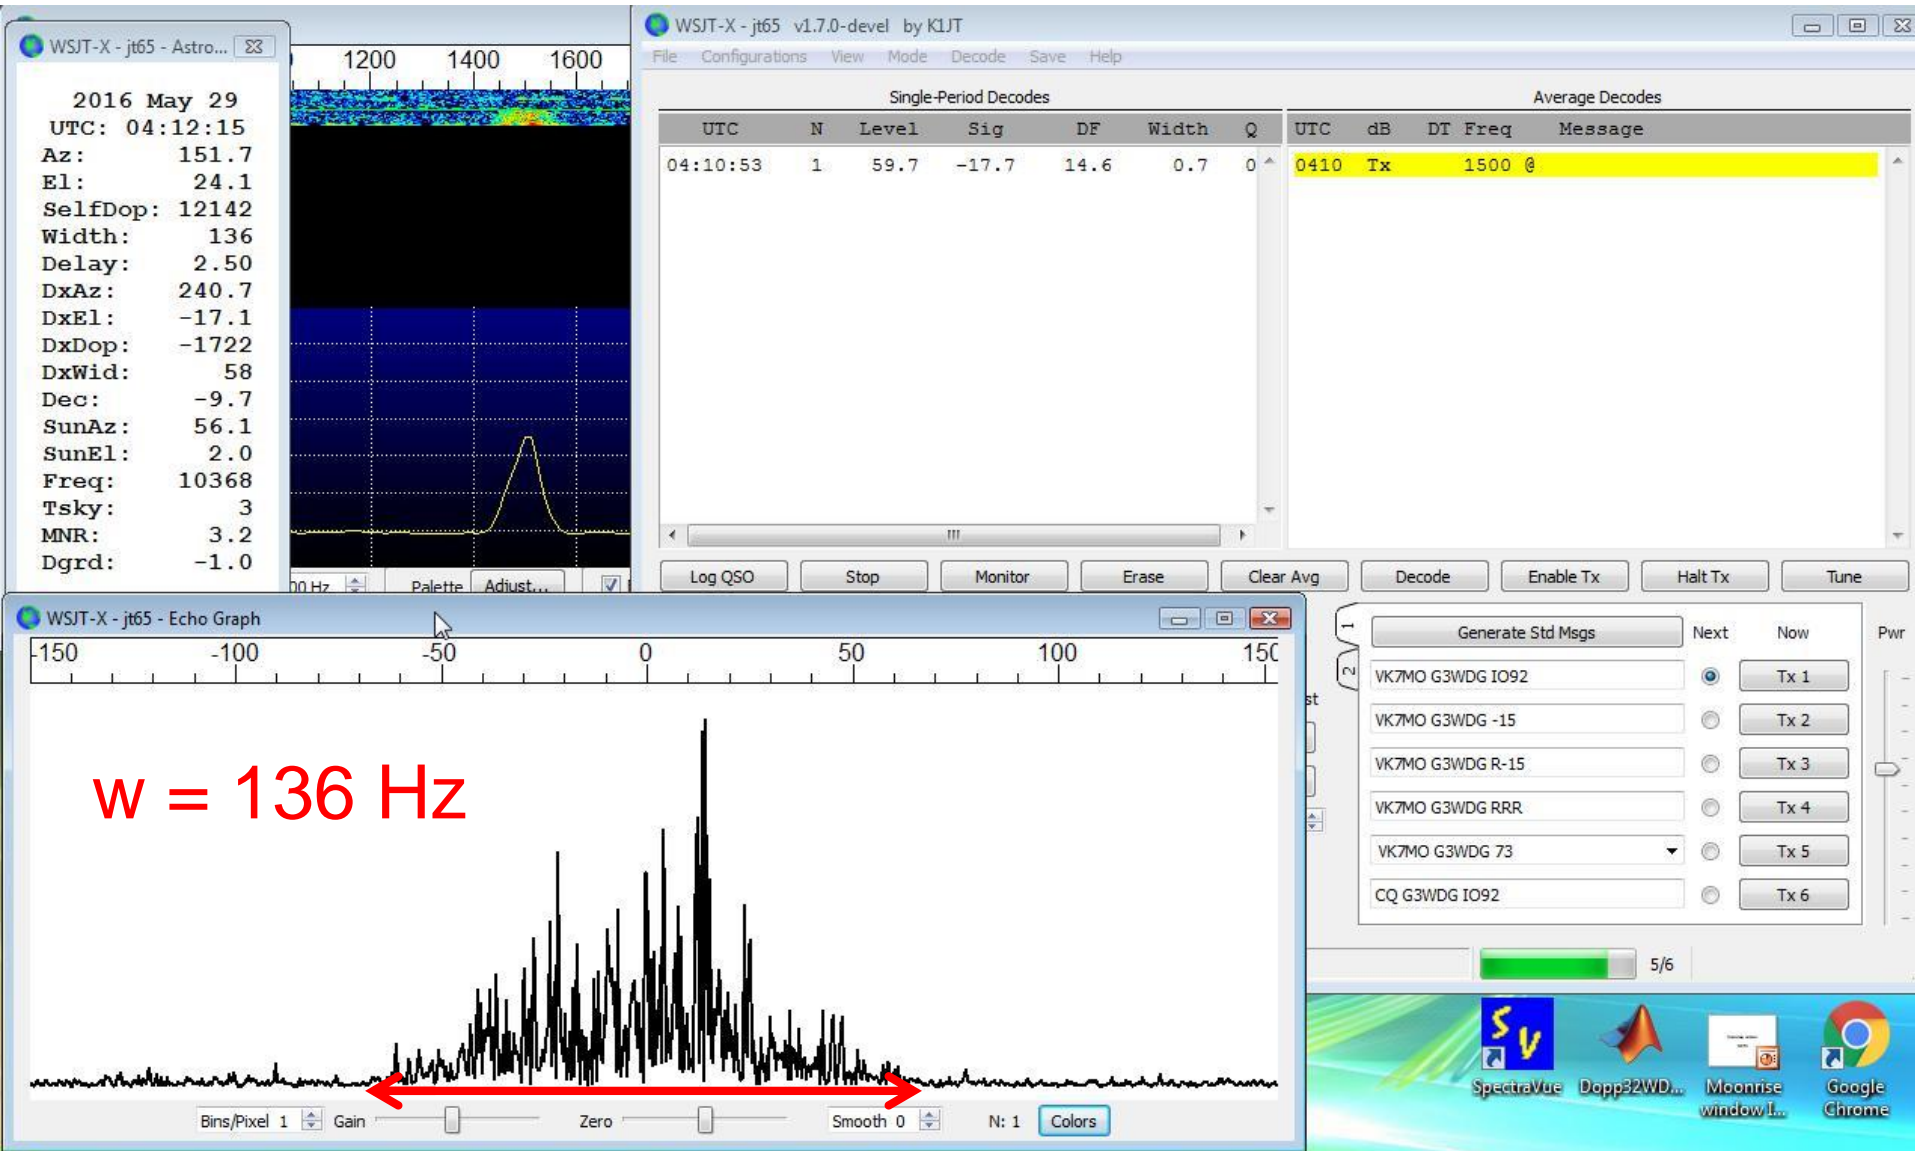 WSJT-X - jt65 - Astro...
2016 May 29
UTC: 04:12:15
Az: 151.7
El: 24.1
SelfDop: 12142
Width: 136
Delay: 2.50
DxAz: 240.7
DxEl: -17.1
DxDop: -1722
DxWid: 58
Dec: -9.7
SunAz: 56.1
SunEl: 2.0
Freq: 10368
Tsky: 3
MNR: 3.2
Dgrd: -1.0
1200 1400 1600
00 Hz Palette Adjust...
WSJT-X - jt65 v1.7.0-devel by K1JT
File Configurations View Mode Decode Save Help
Single-Period Decodes
UTC N Level Sig DF Width Q
04:10:53 1 59.7 -17.7 14.6 0.7 0
Average Decodes
UTC dB DT Freq Message
0410 Tx 1500 @
Log QSO Stop Monitor Erase Clear Avg Decode Enable Tx Halt Tx Tune
1
2
Generate Std Msgs Next Now Pwr
VK7MO G3WDG IO92 Tx 1
VK7MO G3WDG -15 Tx 2
VK7MO G3WDG R-15 Tx 3
VK7MO G3WDG RRR Tx 4
VK7MO G3WDG 73 Tx 5
CQ G3WDG IO92 Tx 6
st
5/6
WSJT-X - jt65 - Echo Graph
-150 -100 -50 0 50 100 150
w = 136 Hz
Bins/Pixel 1 Gain Zero Smooth 0 N: 1 Colors
SV
SpectraVue Dopp32WD... Moonrise window I... Google Chrome